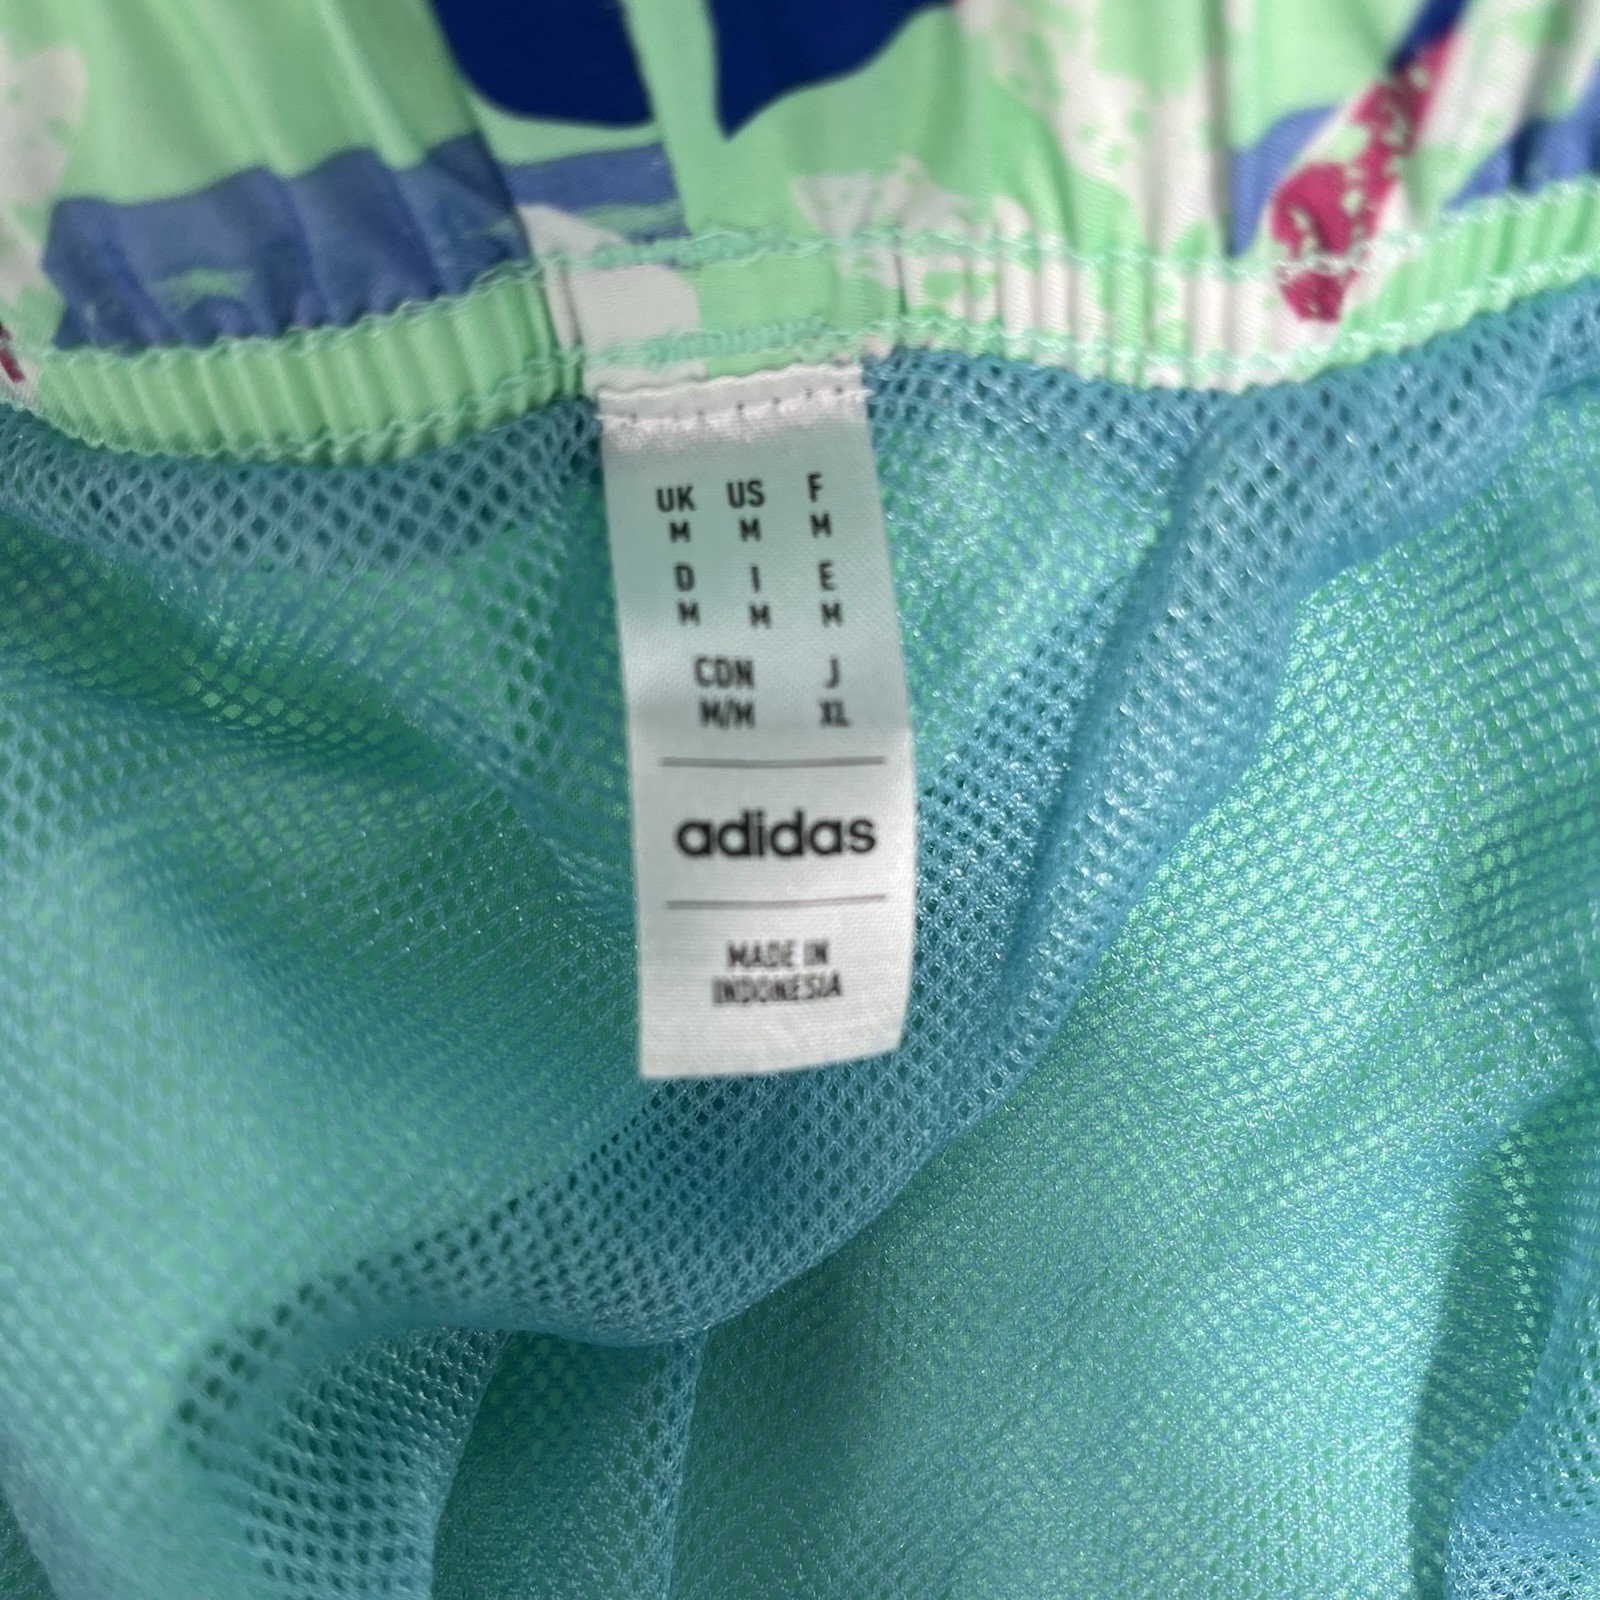 UK US F
M M M
D I E
M M M
CDN J
M/M XL
adidas
MADE IN
INDONESIA